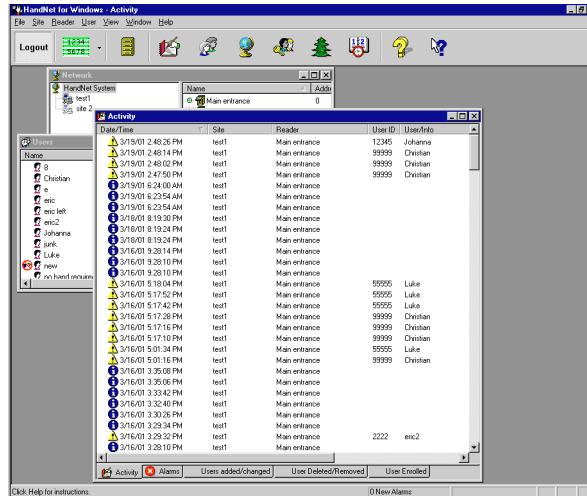 HandNet for Windows - Activity
File Site Reader User View Window Help
Logout 1234 5678
Network
HandNet System
test1
site 2
Name Addre
Main entrance 0
Users
Name
8
Christian
e
eric
eric left
eric2
Johanna
junk
Luke
new
no hand required
Activity
Date/Time Site Reader User ID User/Info
3/19/01 2:48:26 PM test1 Main entrance 12345 Johanna
3/19/01 2:48:14 PM test1 Main entrance 99999 Christian
3/19/01 2:48:02 PM test1 Main entrance 99999 Christian
3/19/01 2:47:50 PM test1 Main entrance 99999 Christian
3/19/01 6:24:00 AM test1 Main entrance
3/19/01 6:23:54 AM test1 Main entrance
3/19/01 6:23:54 AM test1 Main entrance
3/18/01 8:19:30 PM test1 Main entrance
3/18/01 8:19:24 PM test1 Main entrance
3/18/01 8:19:24 PM test1 Main entrance
3/16/01 9:28:14 PM test1 Main entrance
3/16/01 9:28:10 PM test1 Main entrance
3/16/01 9:28:10 PM test1 Main entrance
3/16/01 5:18:04 PM test1 Main entrance 55555 Luke
3/16/01 5:17:52 PM test1 Main entrance 55555 Luke
3/16/01 5:17:42 PM test1 Main entrance 55555 Luke
3/16/01 5:17:28 PM test1 Main entrance 99999 Christian
3/16/01 5:17:16 PM test1 Main entrance 99999 Christian
3/16/01 5:17:10 PM test1 Main entrance 99999 Christian
3/16/01 5:01:34 PM test1 Main entrance 55555 Luke
3/16/01 5:01:16 PM test1 Main entrance 99999 Christian
3/16/01 3:35:08 PM test1 Main entrance
3/16/01 3:35:06 PM test1 Main entrance
3/16/01 3:33:42 PM test1 Main entrance
3/16/01 3:32:40 PM test1 Main entrance
3/16/01 3:30:26 PM test1 Main entrance
3/16/01 3:29:34 PM test1 Main entrance
3/16/01 3:29:32 PM test1 Main entrance 2222 eric2
3/16/01 3:28:10 PM test1 Main entrance
Activity Alarms Users added/changed User Deleted/Removed User Enrolled
Click Help for instructions. 0 New Alarms